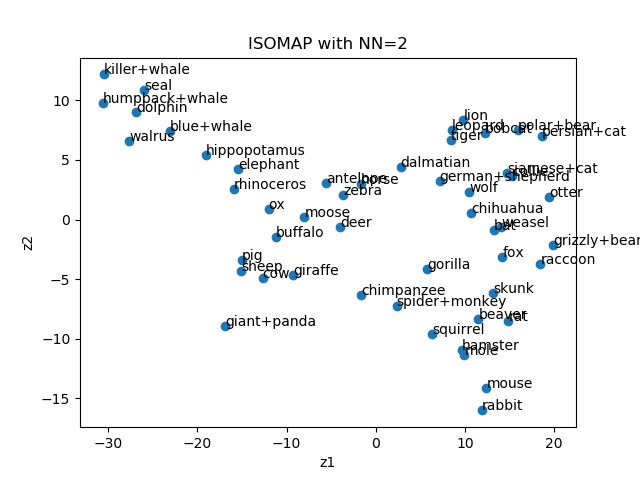 ISOMAP with NN=2
killer+whale
seal
humpback+whale
dolphin
blue+whale
walrus
lion
leopard
bobcat
polar+bear
persian+cat
tiger
hippopotamus
elephant
rhinoceros
dalmatian
siamese+cat
collie
german+shepherd
antelope
horse
zebra
wolf
otter
ox
moose
deer
buffalo
chihuahua
weasel
bat
grizzly+bear
pig
sheep
cow
giraffe
gorilla
fox
raccoon
chimpanzee
spider+monkey
skunk
giant+panda
squirrel
beaver
rat
hamster
mole
mouse
rabbit
10
5
0
−5
−10
−15
z2
−30
−20
−10
0
10
20
z1